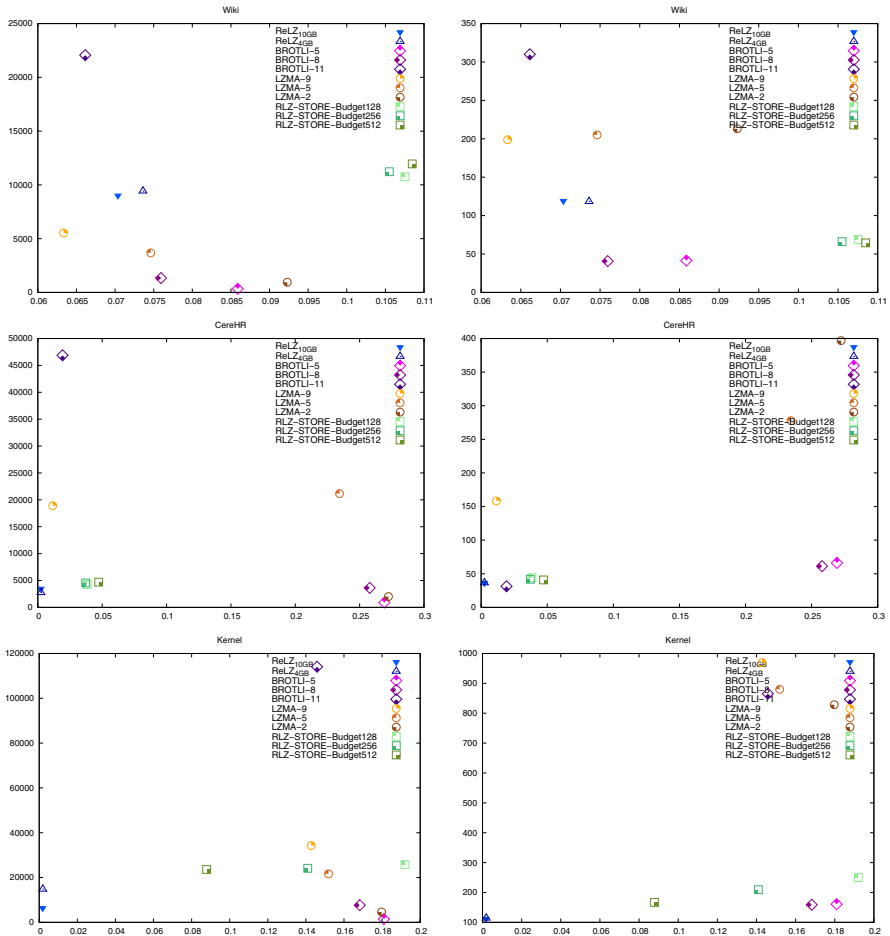 Wiki
25000
20000
15000
10000
5000
0
0.06 0.065 0.07 0.075 0.08 0.085 0.09 0.095 0.1 0.105 0.11
ReLZ10GB
ReLZ4GB
BROTLI-5
BROTLI-8
BROTLI-11
LZMA-9
LZMA-5
LZMA-2
RLZ-STORE-Budget128
RLZ-STORE-Budget256
RLZ-STORE-Budget512
Wiki
350
300
250
200
150
100
50
0
0.06 0.065 0.07 0.075 0.08 0.085 0.09 0.095 0.1 0.105 0.11
ReLZ10GB
ReLZ4GB
BROTLI-5
BROTLI-8
BROTLI-11
LZMA-9
LZMA-5
LZMA-2
RLZ-STORE-Budget128
RLZ-STORE-Budget256
RLZ-STORE-Budget512
CereHR
50000
45000
40000
35000
30000
25000
20000
15000
10000
5000
0
0 0.05 0.1 0.15 0.2 0.25 0.3
ReLZ10GB
ReLZ4GB
BROTLI-5
BROTLI-8
BROTLI-11
LZMA-9
LZMA-5
LZMA-2
RLZ-STORE-Budget128
RLZ-STORE-Budget256
RLZ-STORE-Budget512
CereHR
400
350
300
250
200
150
100
50
0
0 0.05 0.1 0.15 0.2 0.25 0.3
ReLZ10GB
ReLZ4GB
BROTLI-5
BROTLI-8
BROTLI-11
LZMA-9
LZMA-5
LZMA-2
RLZ-STORE-Budget128
RLZ-STORE-Budget256
RLZ-STORE-Budget512
Kernel
120000
100000
80000
60000
40000
20000
0
0 0.02 0.04 0.06 0.08 0.1 0.12 0.14 0.16 0.18 0.2
ReLZ10GB
ReLZ4GB
BROTLI-5
BROTLI-8
BROTLI-11
LZMA-9
LZMA-5
LZMA-2
RLZ-STORE-Budget128
RLZ-STORE-Budget256
RLZ-STORE-Budget512
Kernel
1000
900
800
700
600
500
400
300
200
100
0 0.02 0.04 0.06 0.08 0.1 0.12 0.14 0.16 0.18 0.2
ReLZ10GB
ReLZ4GB
BROTLI-5
BROTLI-8
BROTLI-11
LZMA-9
LZMA-5
LZMA-2
RLZ-STORE-Budget128
RLZ-STORE-Budget256
RLZ-STORE-Budget512